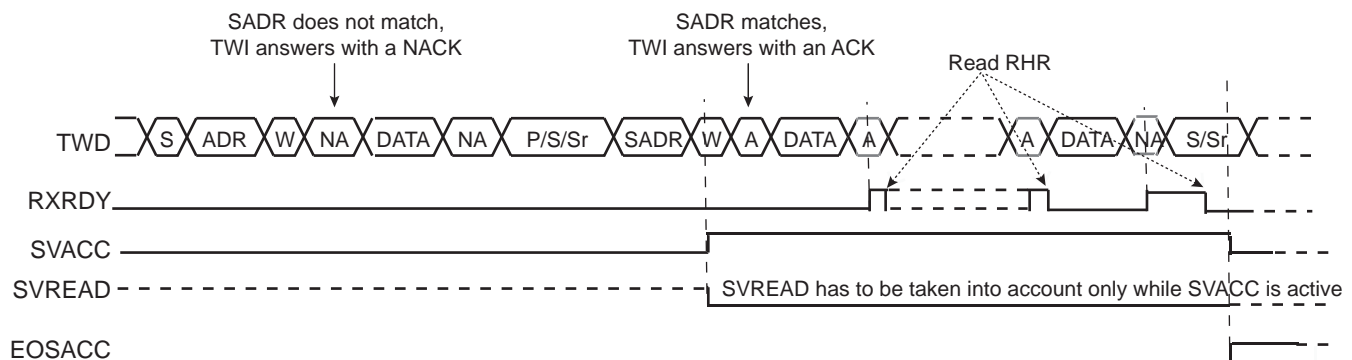 SADR does not match,
TWI answers with a NACK
SADR matches,
TWI answers with an ACK
Read RHR
TWD S ADR W NA DATA NA P/S/Sr SADR W A DATA A A DATA NA S/Sr
RXRDY
SVACC
SVREAD SVREAD has to be taken into account only while SVACC is active
EOSACC